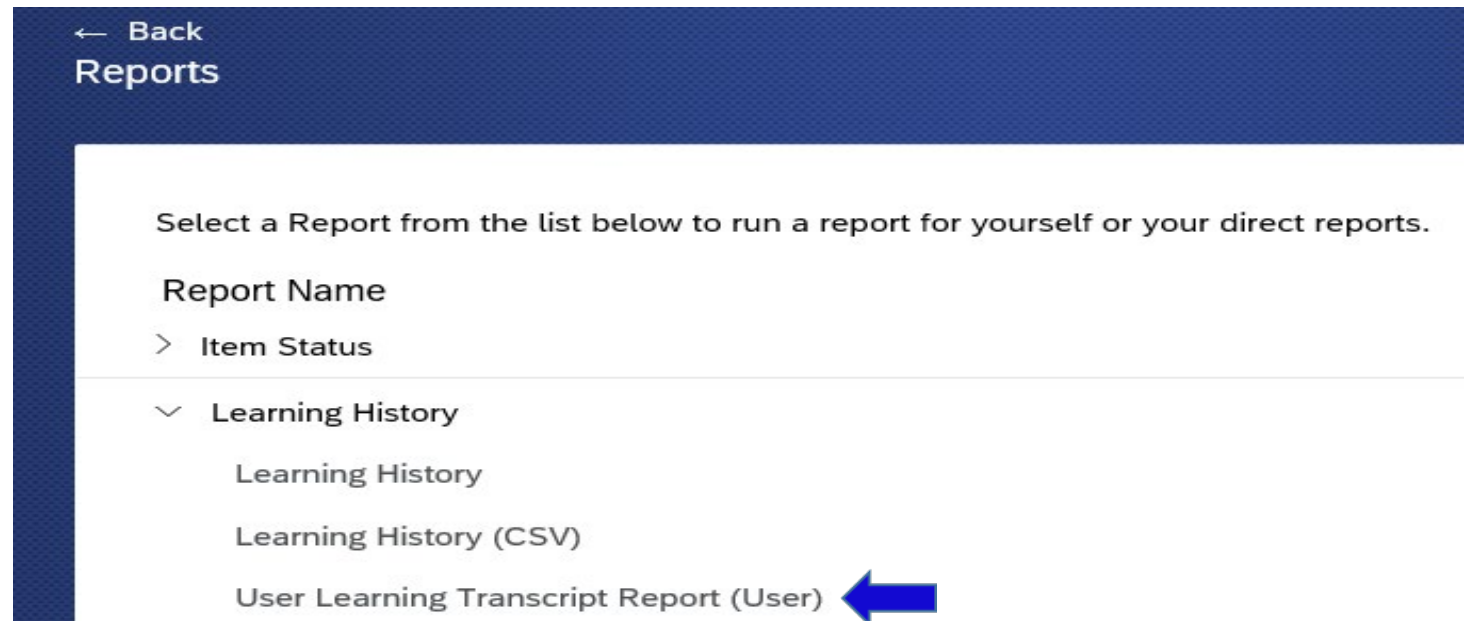 ← Back
Reports
Select a Report from the list below to run a report for yourself or your direct reports.
Report Name
Item Status
Learning History
Learning History
Learning History (CSV)
User Learning Transcript Report (User)